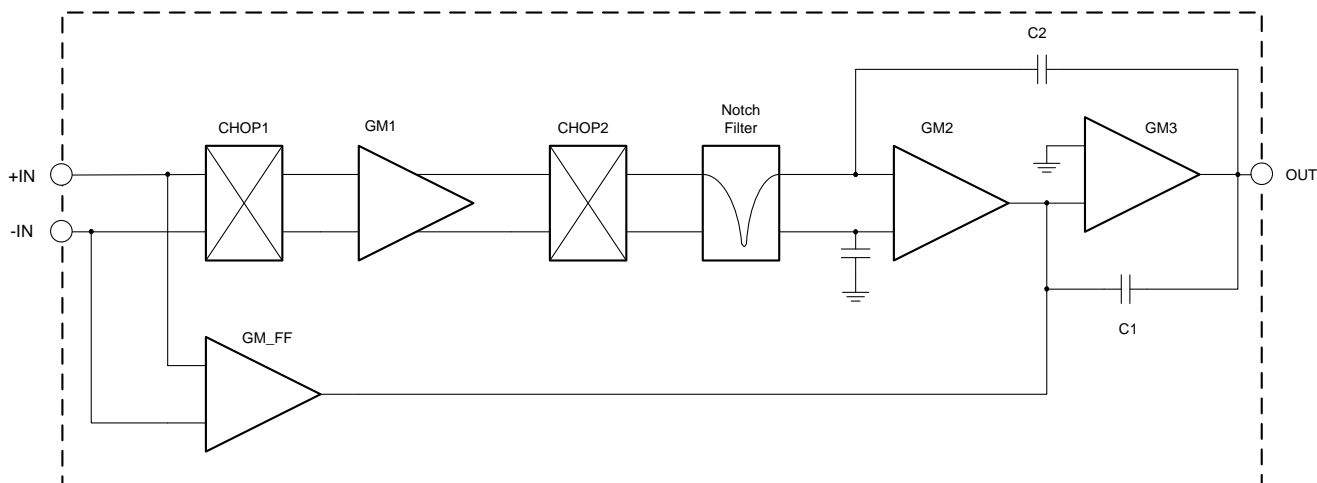 C2
Notch
Filter
CHOP1
GM1
CHOP2
GM2
GM3
+IN
OUT
-IN
C1
GM_FF